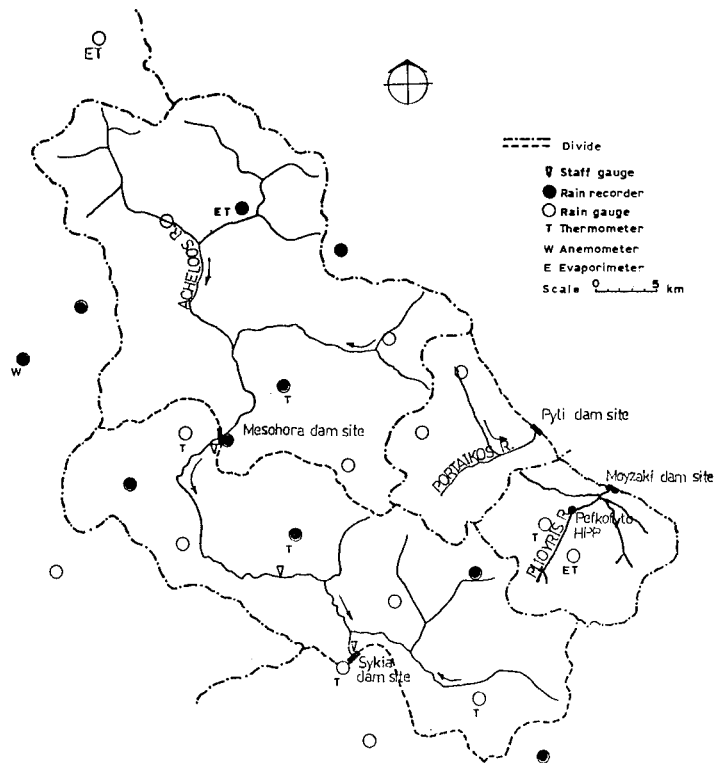 ET
Divide
Staff gauge
Rain recorder
Rain gauge
T Thermometer
W Anemometer
E Evaporimeter
Scale 0 5 km
ET
ACHELOOS R.
W
T
Mesohora dam site
T
PORTAIKOS R.
Pyli dam site
Moyzaki dam site
Pefkofyto
T
PLIOYRIS R.
ET
T
T
Sykia
dam site
T
T